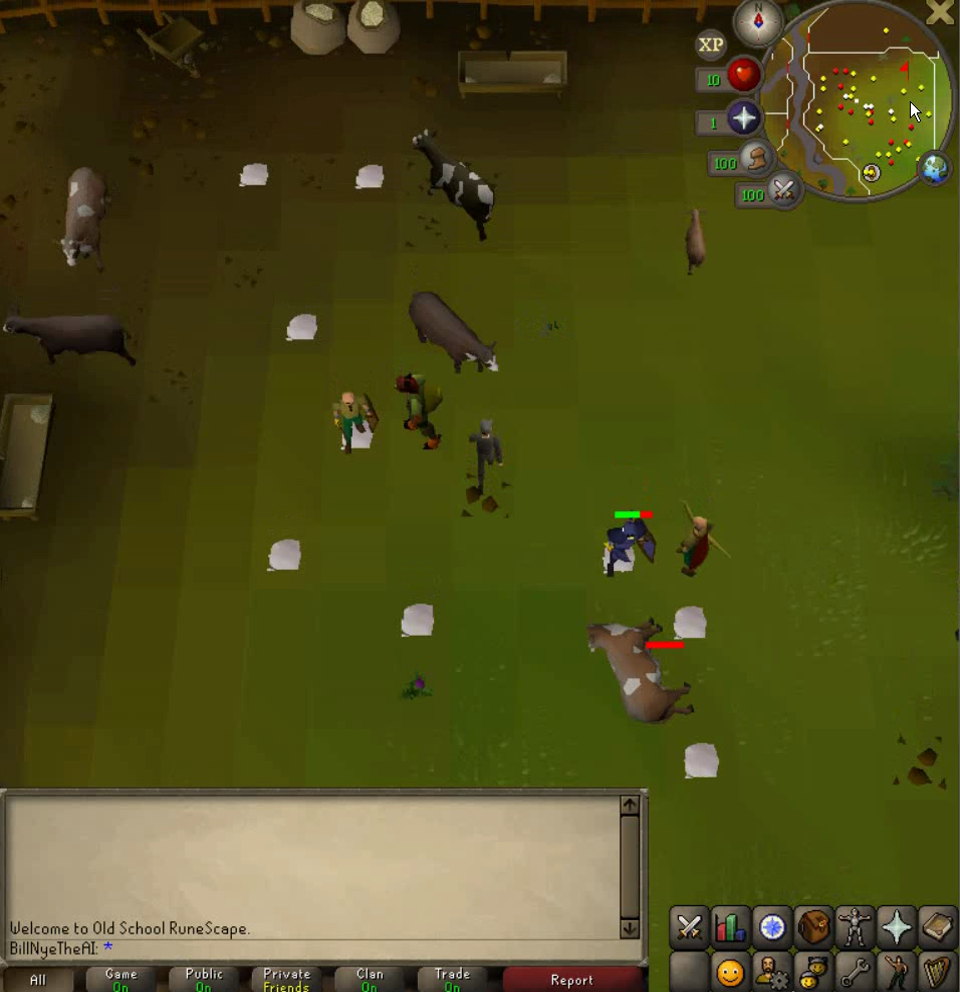 N
XP
10
1
100
100
Welcome to Old School RuneScape.
BillNyeTheAI: *
All
Game
On
Public
On
Private
Friends
Clan
On
Trade
On
Report